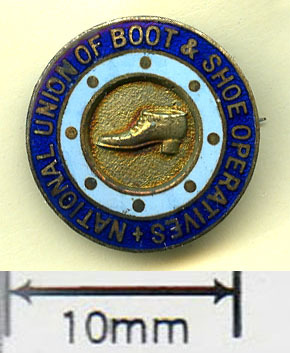 NATIONAL UNION OF BOOT & SHOE OPERATIVES +
10mm